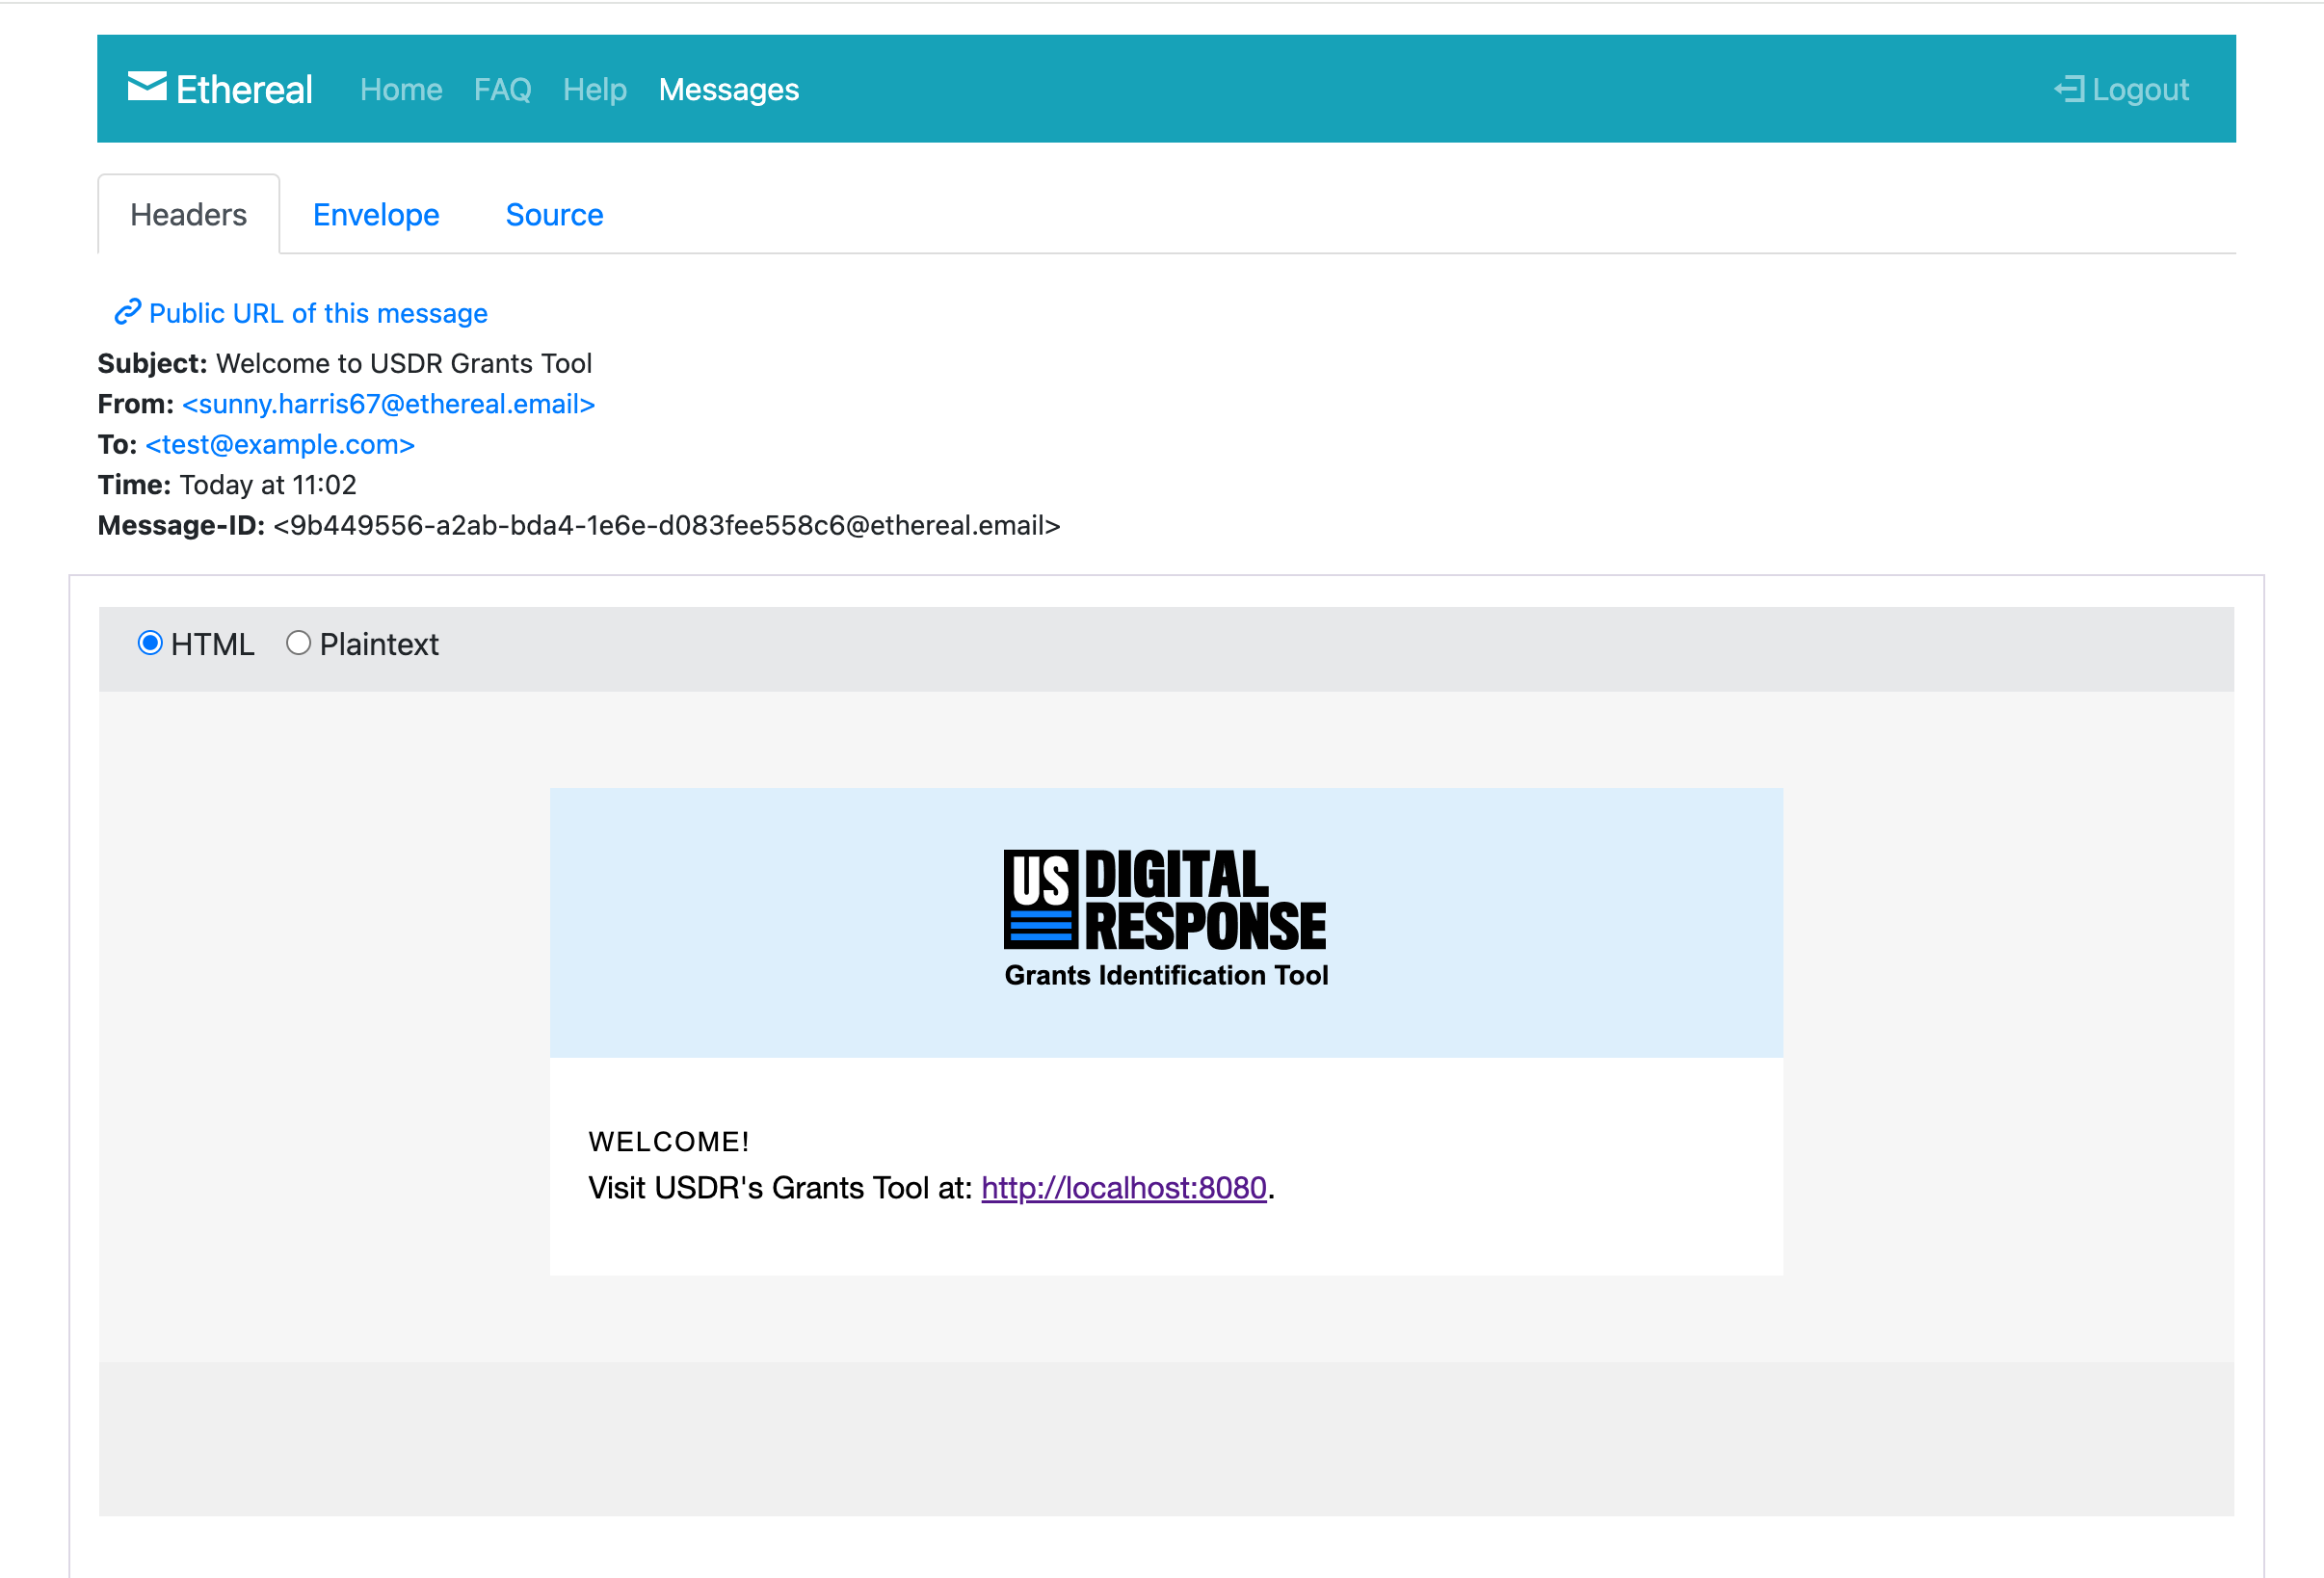 Ethereal Home FAQ Help Messages Logout
Headers Envelope Source
Public URL of this message
Subject: Welcome to USDR Grants Tool
From: <sunny.harris67@ethereal.email>
To: <test@example.com>
Time: Today at 11:02
Message-ID: <9b449556-a2ab-bda4-1e6e-d083fee558c6@ethereal.email>
HTML Plaintext
US DIGITAL
RESPONSE
Grants Identification Tool
WELCOME!
Visit USDR's Grants Tool at: http://localhost:8080.